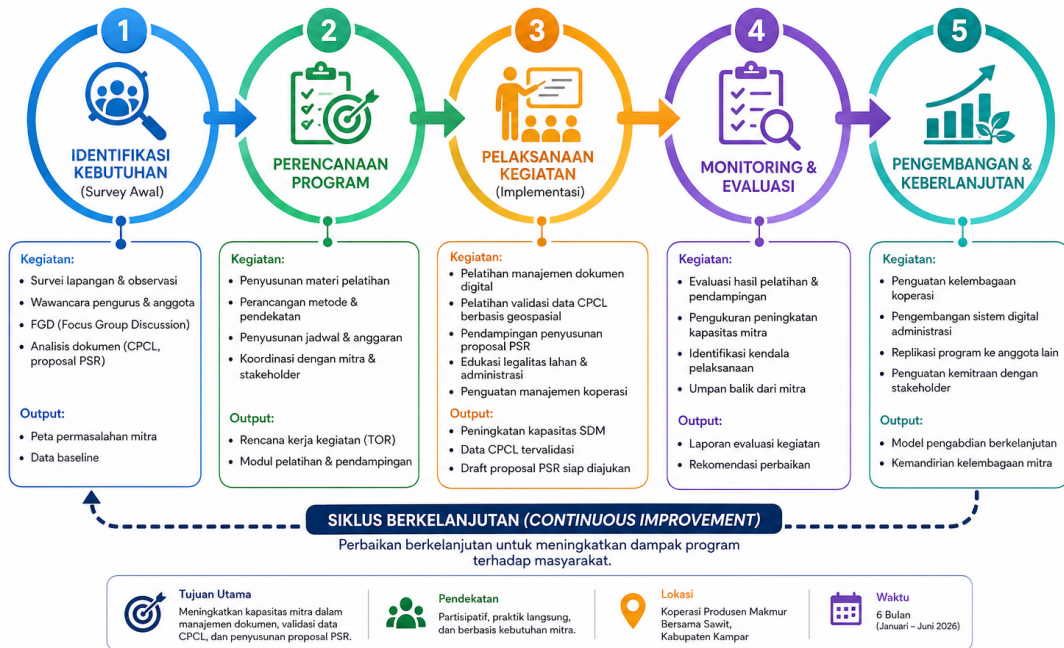 1
IDENTIFIKASI
KEBUTUHAN
(Survey Awal)
2
PERENCANAAN
PROGRAM
3
PELAKSANAAN
KEGIATAN
(Implementasi)
4
MONITORING &
EVALUASI
5
PENGEMBANGAN &
KEBERLANJUTAN
Kegiatan:
• Survei lapangan & observasi
• Wawancara pengurus & anggota
• FGD (Focus Group Discussion)
• Analisis dokumen (CPCL,
proposal PSR)
Output:
• Peta permasalahan mitra
• Data baseline
Kegiatan:
• Penyusunan materi pelatihan
• Perancangan metode &
pendekatan
• Penyusunan jadwal & anggaran
• Koordinasi dengan mitra &
stakeholder
Output:
• Rencana kerja kegiatan (TOR)
• Modul pelatihan & pendampingan
Kegiatan:
• Pelatihan manajemen dokumen
digital
• Pelatihan validasi data CPCL
berbasis geospasial
• Pendampingan penyusunan
proposal PSR
• Edukasi legalitas lahan &
administrasi
• Penguatan manajemen koperasi
Output:
• Peningkatan kapasitas SDM
• Data CPCL tervalidasi
• Draft proposal PSR siap diajukan
Kegiatan:
• Evaluasi hasil pelatihan &
pendampingan
• Pengukuran peningkatan
kapasitas mitra
• Identifikasi kendala
pelaksanaan
• Umpan balik dari mitra
Output:
• Laporan evaluasi kegiatan
• Rekomendasi perbaikan
Kegiatan:
• Penguatan kelembagaan
koperasi
• Pengembangan sistem digital
administrasi
• Replikasi program ke anggota lain
• Penguatan kemitraan dengan
stakeholder
Output:
• Model pengabdian berkelanjutan
• Kemandirian kelembagaan mitra
SIKLUS BERKELANJUTAN (CONTINUOUS IMPROVEMENT)
Perbaikan berkelanjutan untuk meningkatkan dampak program
terhadap masyarakat.
Tujuan Utama
Meningkatkan kapasitas mitra dalam
manajemen dokumen, validasi data
CPCL, dan penyusunan proposal PSR.
Pendekatan
Partisipatif, praktik langsung,
dan berbasis kebutuhan mitra.
Lokasi
Koperasi Produsen Makmur
Bersama Sawit,
Kabupaten Kampar
Waktu
6 Bulan
(Januari – Juni 2026)